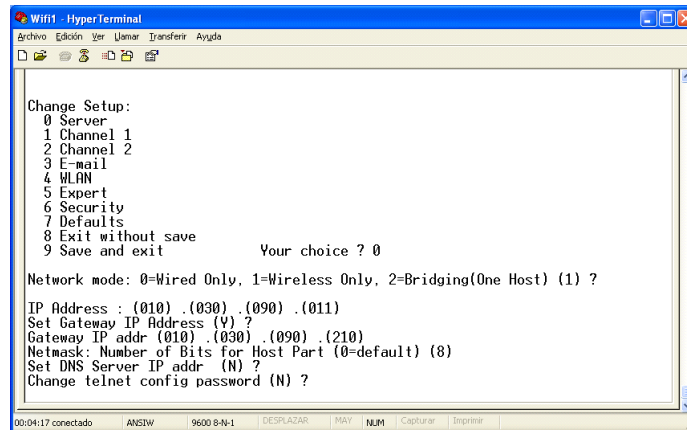 Wifi1 - HyperTerminal
Archivo Edición Ver Llamar Transferir Ayuda
Change Setup:
0 Server
1 Channel 1
2 Channel 2
3 E-mail
4 WLAN
5 Expert
6 Security
7 Defaults
8 Exit without save
9 Save and exit Your choice ? 0
Network mode: 0=Wired Only, 1=Wireless Only, 2=Bridging(One Host) (1) ?
IP Address : (010) .(030) .(090) .(011)
Set Gateway IP Address (Y) ?
Gateway IP addr (010) .(030) .(090) .(210)
Netmask: Number of Bits for Host Part (0=default) (8)
Set DNS Server IP addr (N) ?
Change telnet config password (N) ?
00:04:17 conectado ANSIW 9600 8-N-1 DESPLAZAR MAY NUM Capturar Imprimir